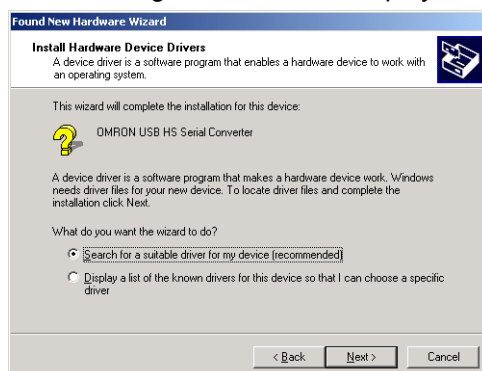 Found New Hardware Wizard
Install Hardware Device Drivers
A device driver is a software program that enables a hardware device to work with
an operating system.
This wizard will complete the installation for this device:
OMRON USB HS Serial Converter
A device driver is a software program that makes a hardware device work. Windows
needs driver files for your new device. To locate driver files and complete the
installation click Next.
What do you want the wizard to do?
Search for a suitable driver for my device (recommended)
Display a list of the known drivers for this device so that I can choose a specific
driver
< Back
Next >
Cancel